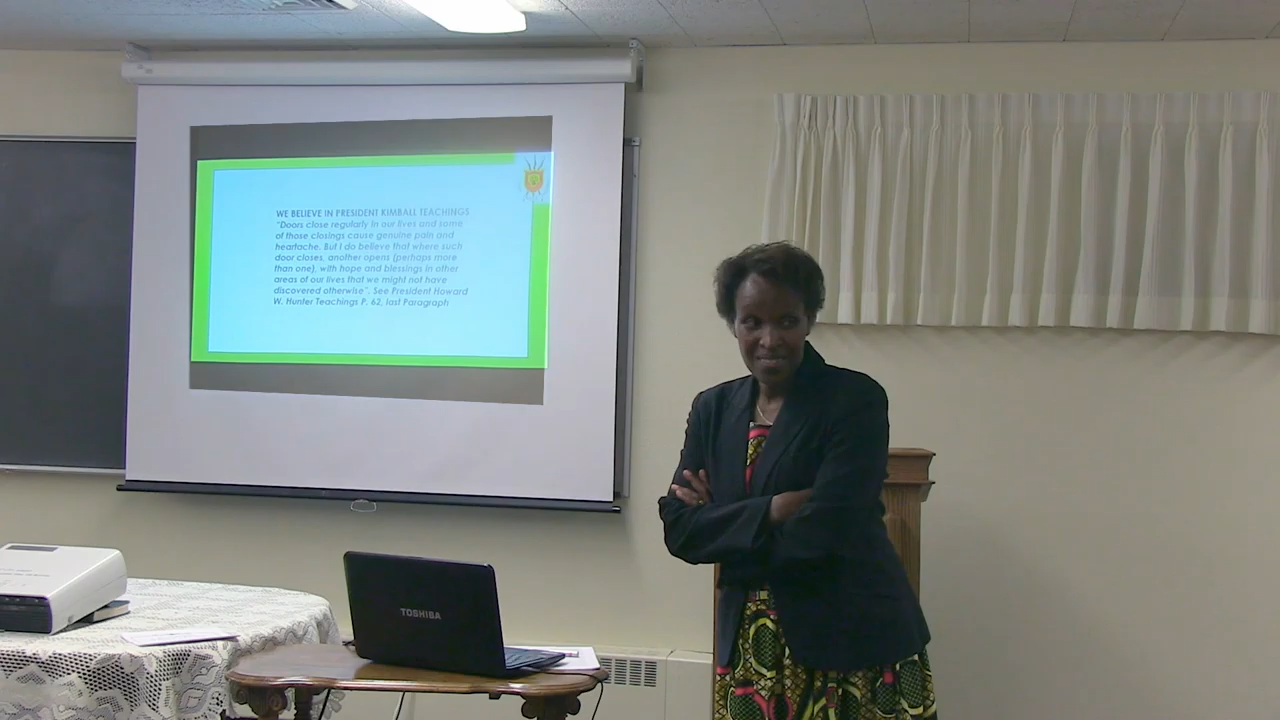 WE BELIEVE IN PRESIDENT KIMBALL TEACHINGS
"Doors close regularly in our lives and some
of those closings cause genuine pain and
heartache. But I do believe that where such
door closes, another opens (perhaps more
than one), with hope and blessings in other
areas of our lives that we might not have
discovered otherwise". See President Howard
W. Hunter Teachings P. 62, last Paragraph
TOSHIBA